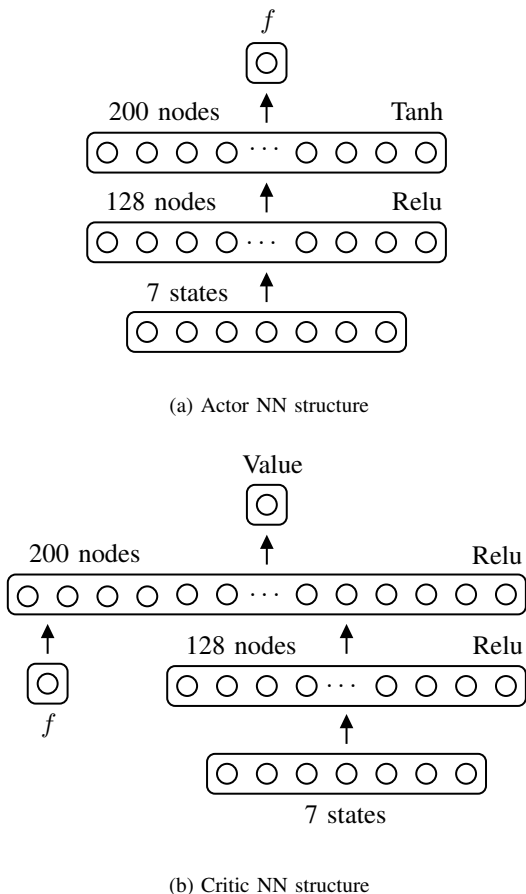 f
200 nodes Tanh
···
128 nodes Relu
···
7 states
(a) Actor NN structure
Value
200 nodes Relu
···
128 nodes Relu
···
f
7 states
(b) Critic NN structure